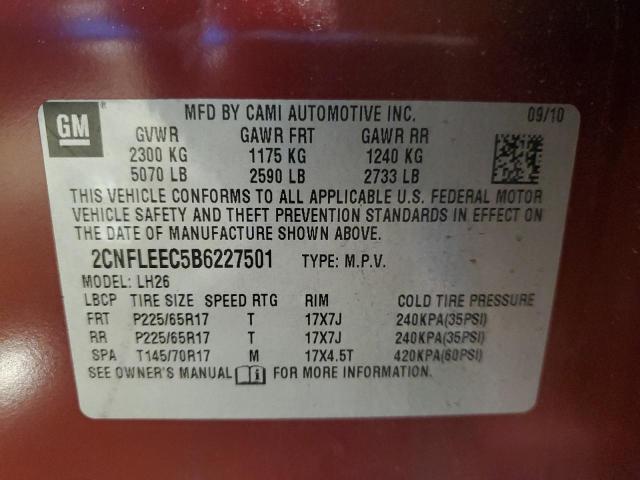 GM ®
MFD BY CAMI AUTOMOTIVE INC. 09/10
GVWR GAWR FRT GAWR RR
2300 KG 1175 KG 1240 KG
5070 LB 2590 LB 2733 LB
THIS VEHICLE CONFORMS TO ALL APPLICABLE U.S. FEDERAL MOTOR
VEHICLE SAFETY AND THEFT PREVENTION STANDARDS IN EFFECT ON
THE DATE OF MANUFACTURE SHOWN ABOVE.
2CNFLEEC5B6227501 TYPE: M.P.V.
MODEL: LH26
LBCP TIRE SIZE SPEED RTG RIM COLD TIRE PRESSURE
FRT P225/65R17 T 17X7J 240KPA(35PSI)
RR P225/65R17 T 17X7J 240KPA(35PSI)
SPA T145/70R17 M 17X4.5T 420KPA(60PSI)
SEE OWNER'S MANUAL FOR MORE INFORMATION.